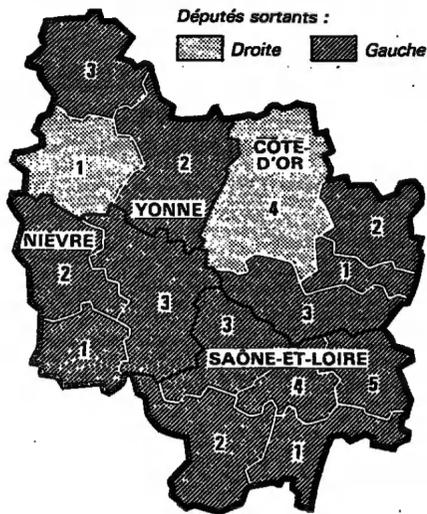 Députés sortants :
Droite Gauche
3
1
2
CÔTE-
D'OR
YONNE
4
2
NIÈVRE
1
2
3
3
3
1
SAÔNE-ET-LOIRE
4
5
2
1